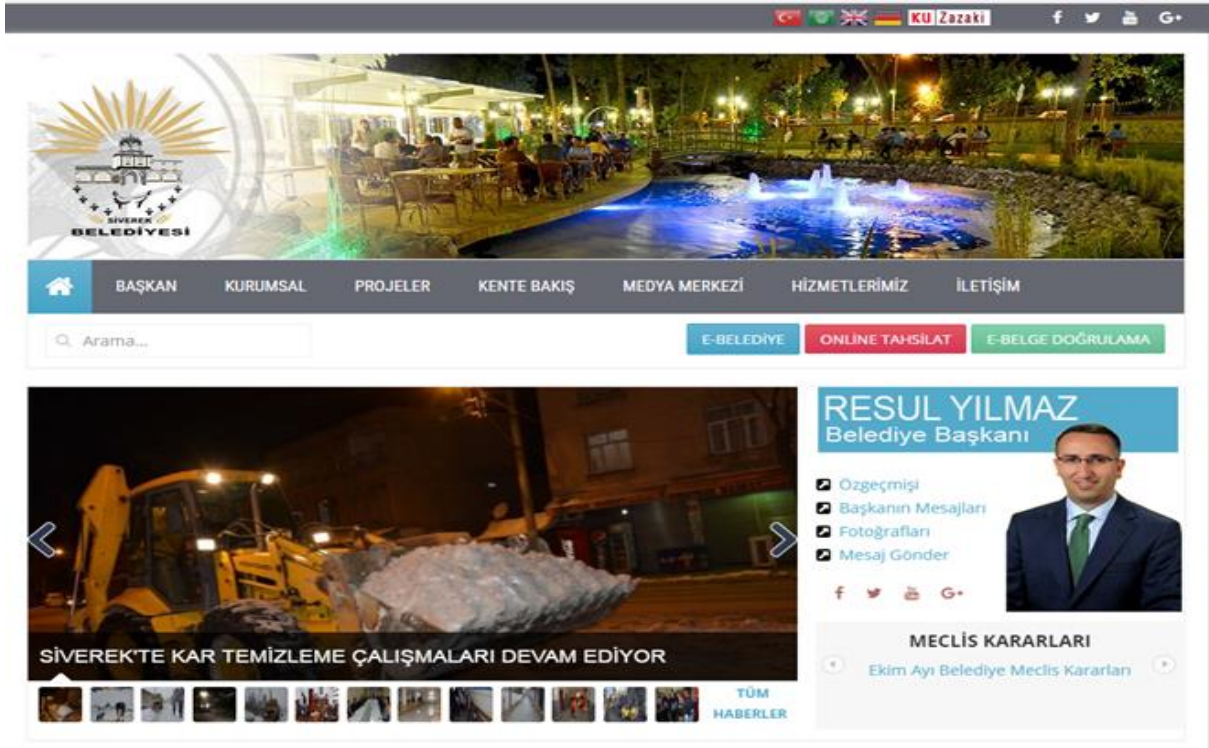 KU Zazaki
SİVEREK
BELEDİYESİ
BAŞKAN KURUMSAL PROJELER KENTE BAKIŞ MEDYA MERKEZİ HİZMETLERİMİZ İLETİŞİM
Arama...
E-BELEDİYE ONLİNE TAHSİLAT E-BELGE DOĞRULAMA
SİVEREK'TE KAR TEMİZLEME ÇALIŞMALARI DEVAM EDİYOR
TÜM
HABERLER
RESUL YILMAZ
Belediye Başkanı
Özgeçmişi
Başkanın Mesajları
Fotoğrafları
Mesaj Gönder
MECLİS KARARLARI
Ekim Ayı Belediye Meclis Kararları